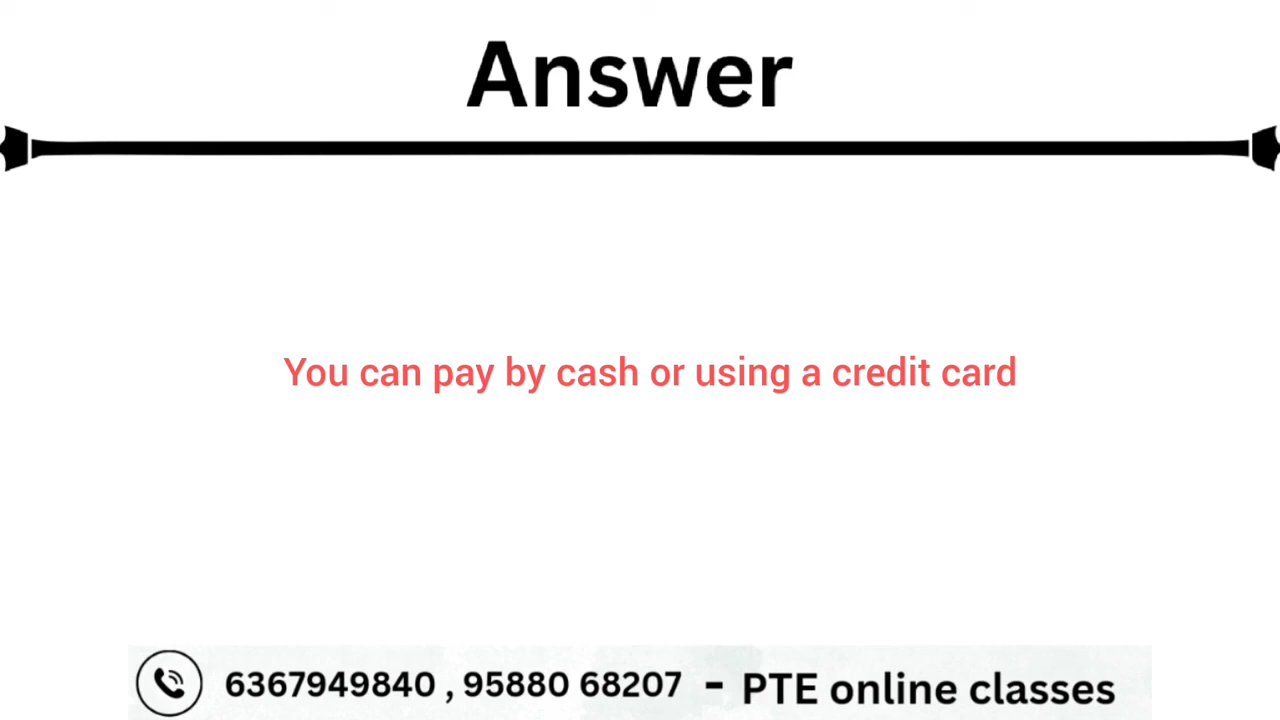 Answer
You can pay by cash or using a credit card
6367949840 , 95880 68207 - PTE online classes